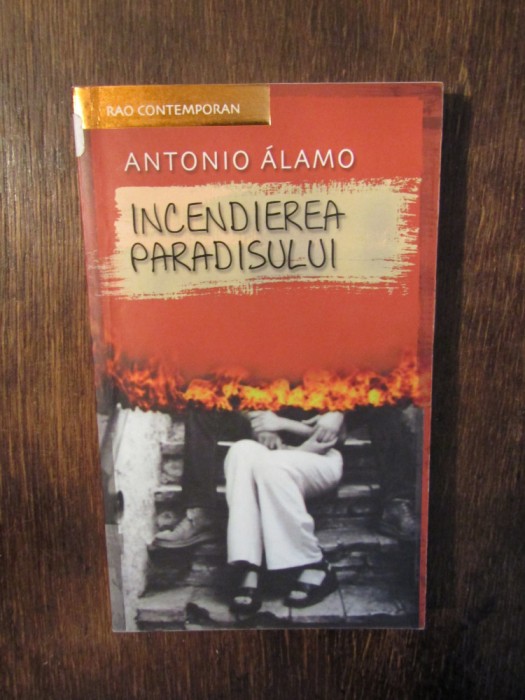 RAO CONTEMPORAN
ANTONIO ÁLAMO
INCENDIEREA
PARADISULUI